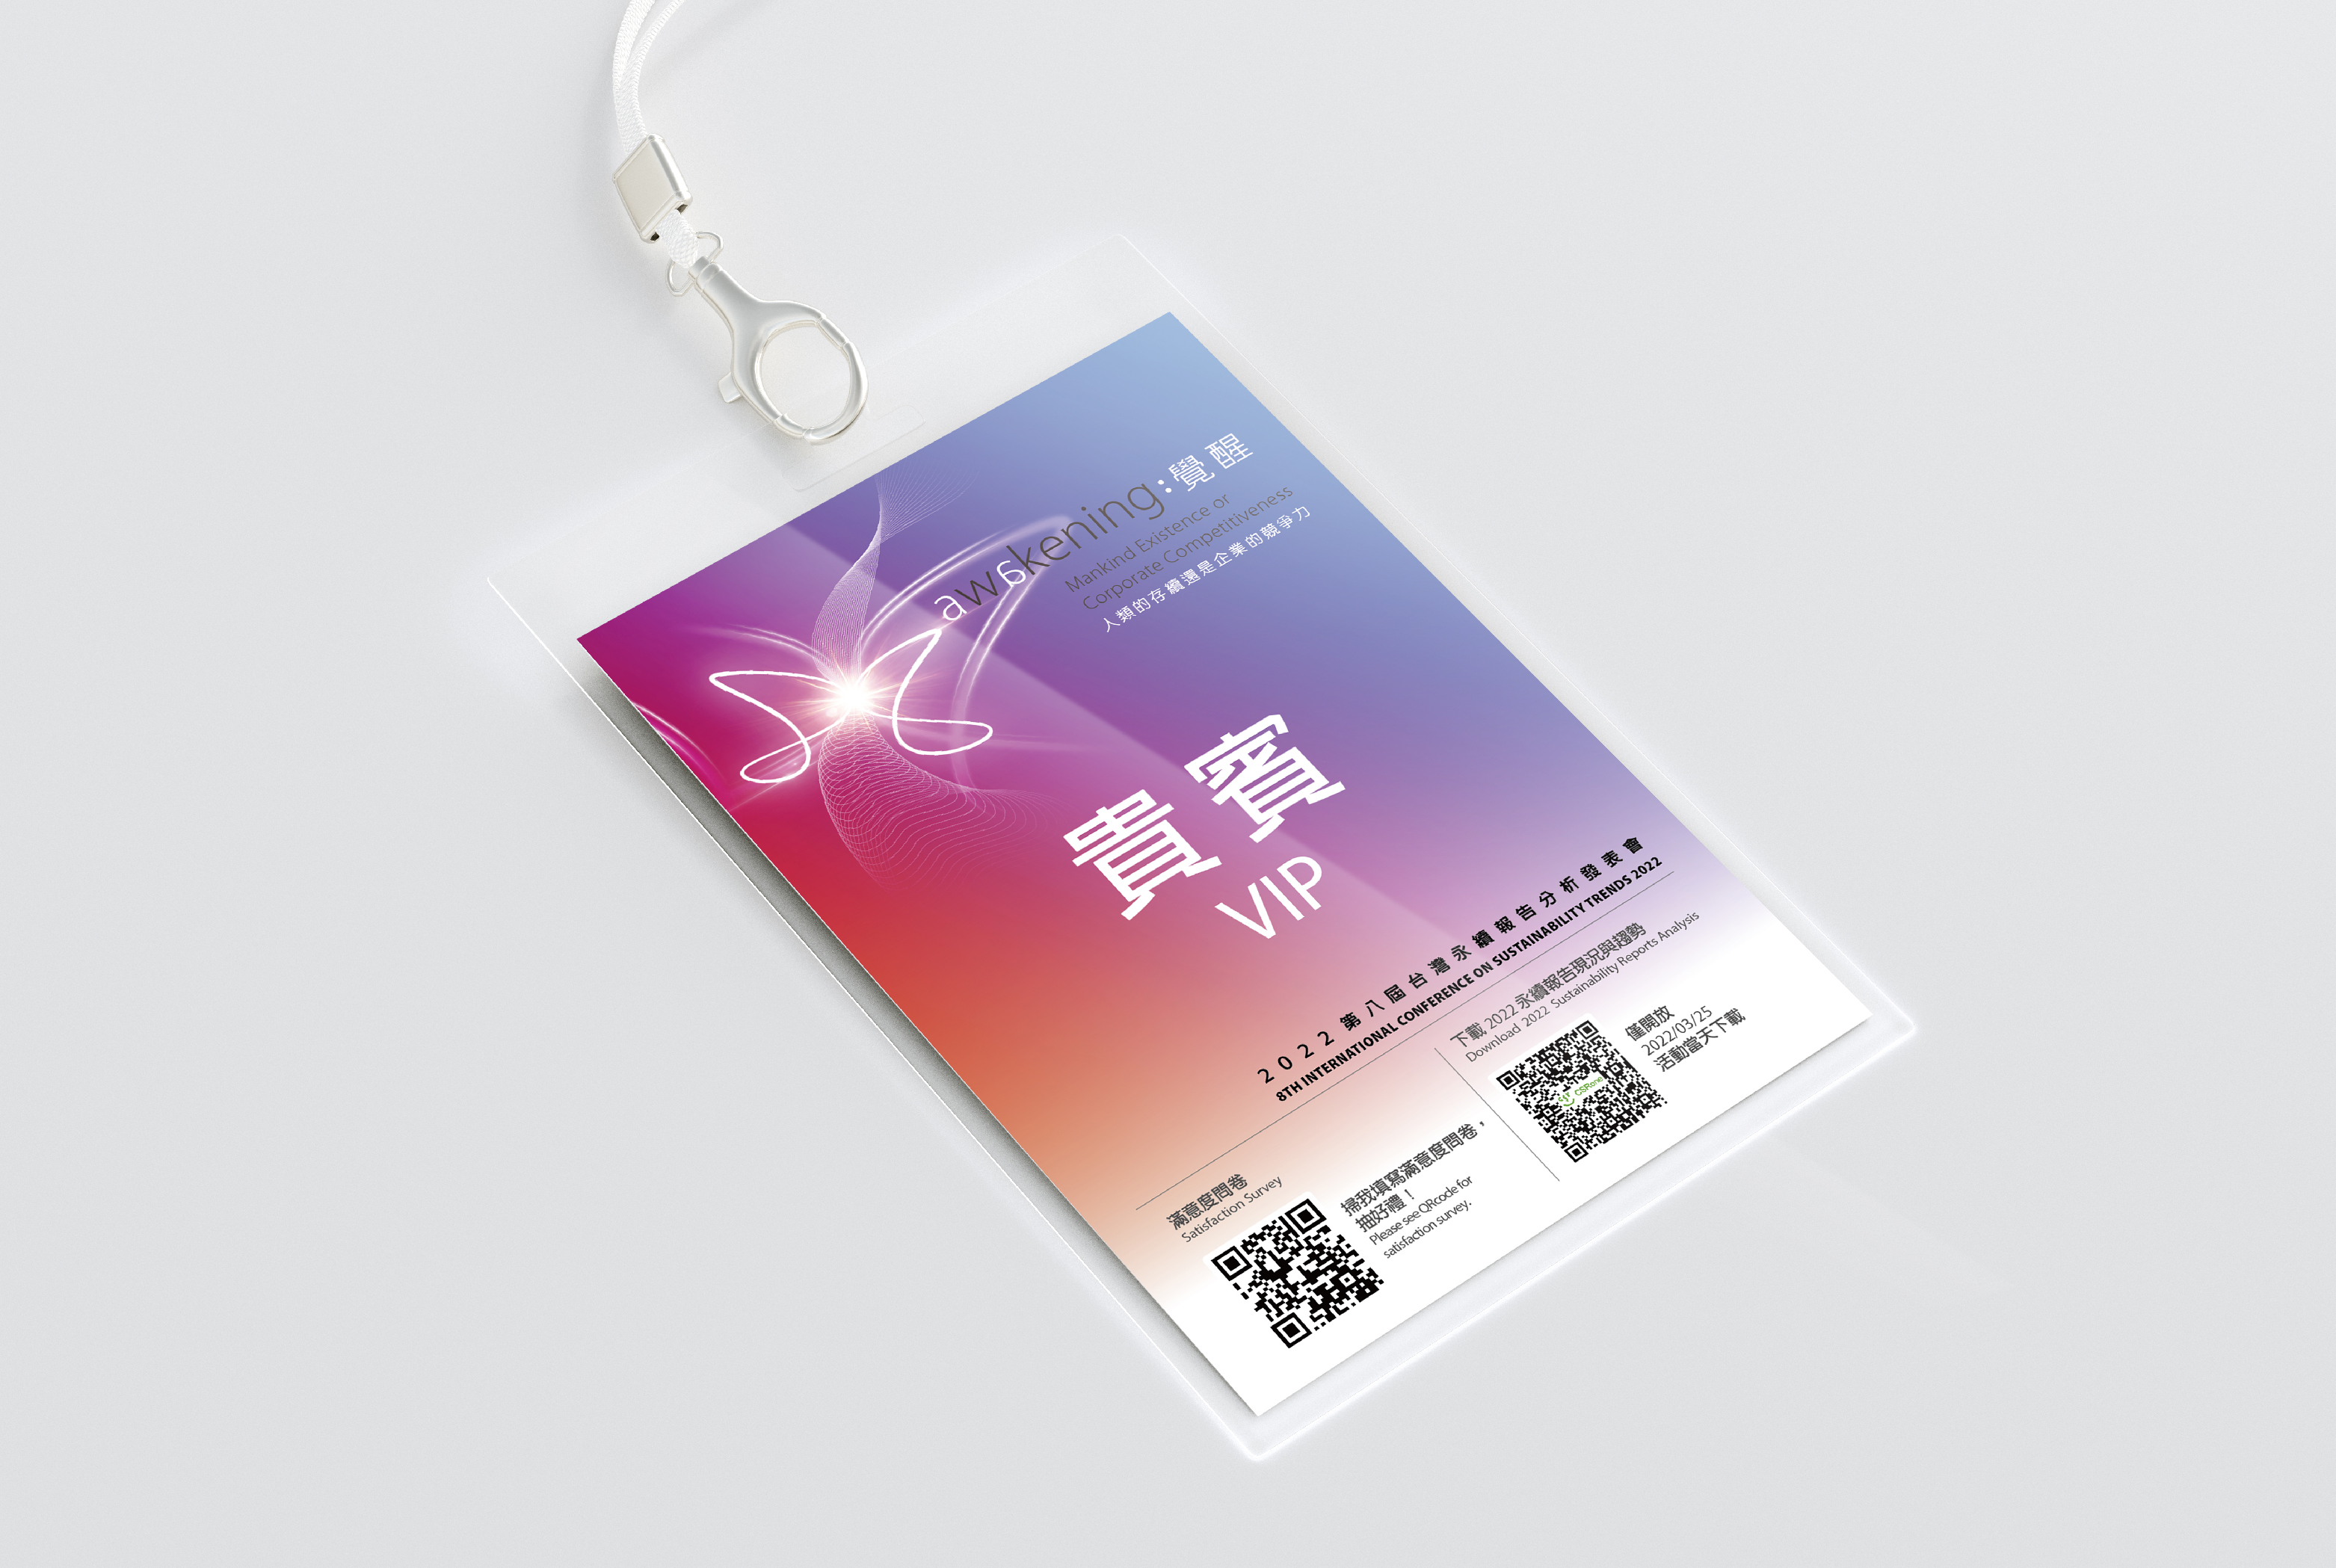 awakening:覺醒
Mankind Existence or
Corporate Competitiveness
人類的存續還是企業的競爭力
貴賓
VIP
2022第八屆台灣永續報告分析發表會
8TH INTERNATIONAL CONFERENCE ON SUSTAINABILITY TRENDS 2022
滿意度問卷
Satisfaction Survey
掃我填寫滿意度問卷，
抽好禮！
Please see QRcode for
satisfaction survey.
下載 2022 永續報告現況與趨勢
Download 2022 Sustainability Reports Analysis
CSRone
僅開放
2022/03/25
活動當天下載